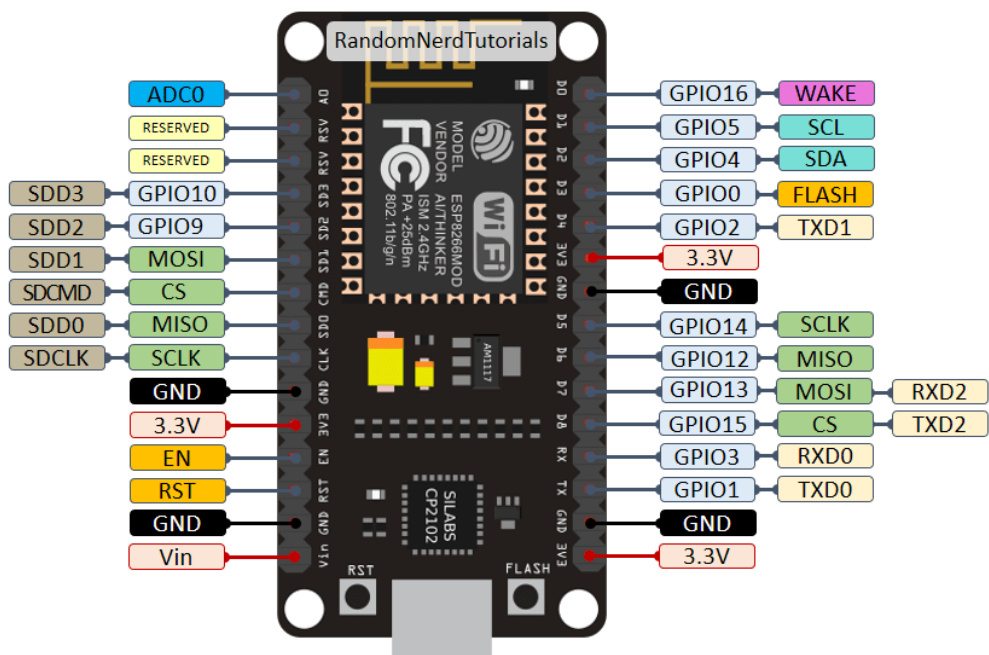 RandomNerdTutorials
ADC0
RESERVED
RESERVED
SDD3 GPIO10
SDD2 GPIO9
SDD1 MOSI
SDCMD CS
SDD0 MISO
SDCLK SCLK
GND
3.3V
EN
RST
GND
Vin
A0
RSV
RSV
SD3
SD2
SD1
CMD
SDO
CLK
GND
3V3
EN
RST
GND
Vin
MODEL ESP8266MOD
VENDOR AI/THINKER
ISM 2.4GHz
PA +25dBm
802.11b/g/n
FC
Wi Fi
AM1117
SILABS
CP2102
RST
FLASH
D0
D1
D2
D3
D4
3V3
GND
D5
D6
D7
D8
RX
TX
GND
3V3
GPIO16 WAKE
GPIO5 SCL
GPIO4 SDA
GPIO0 FLASH
GPIO2 TXD1
3.3V
GND
GPIO14 SCLK
GPIO12 MISO
GPIO13 MOSI RXD2
GPIO15 CS TXD2
GPIO3 RXD0
GPIO1 TXD0
GND
3.3V